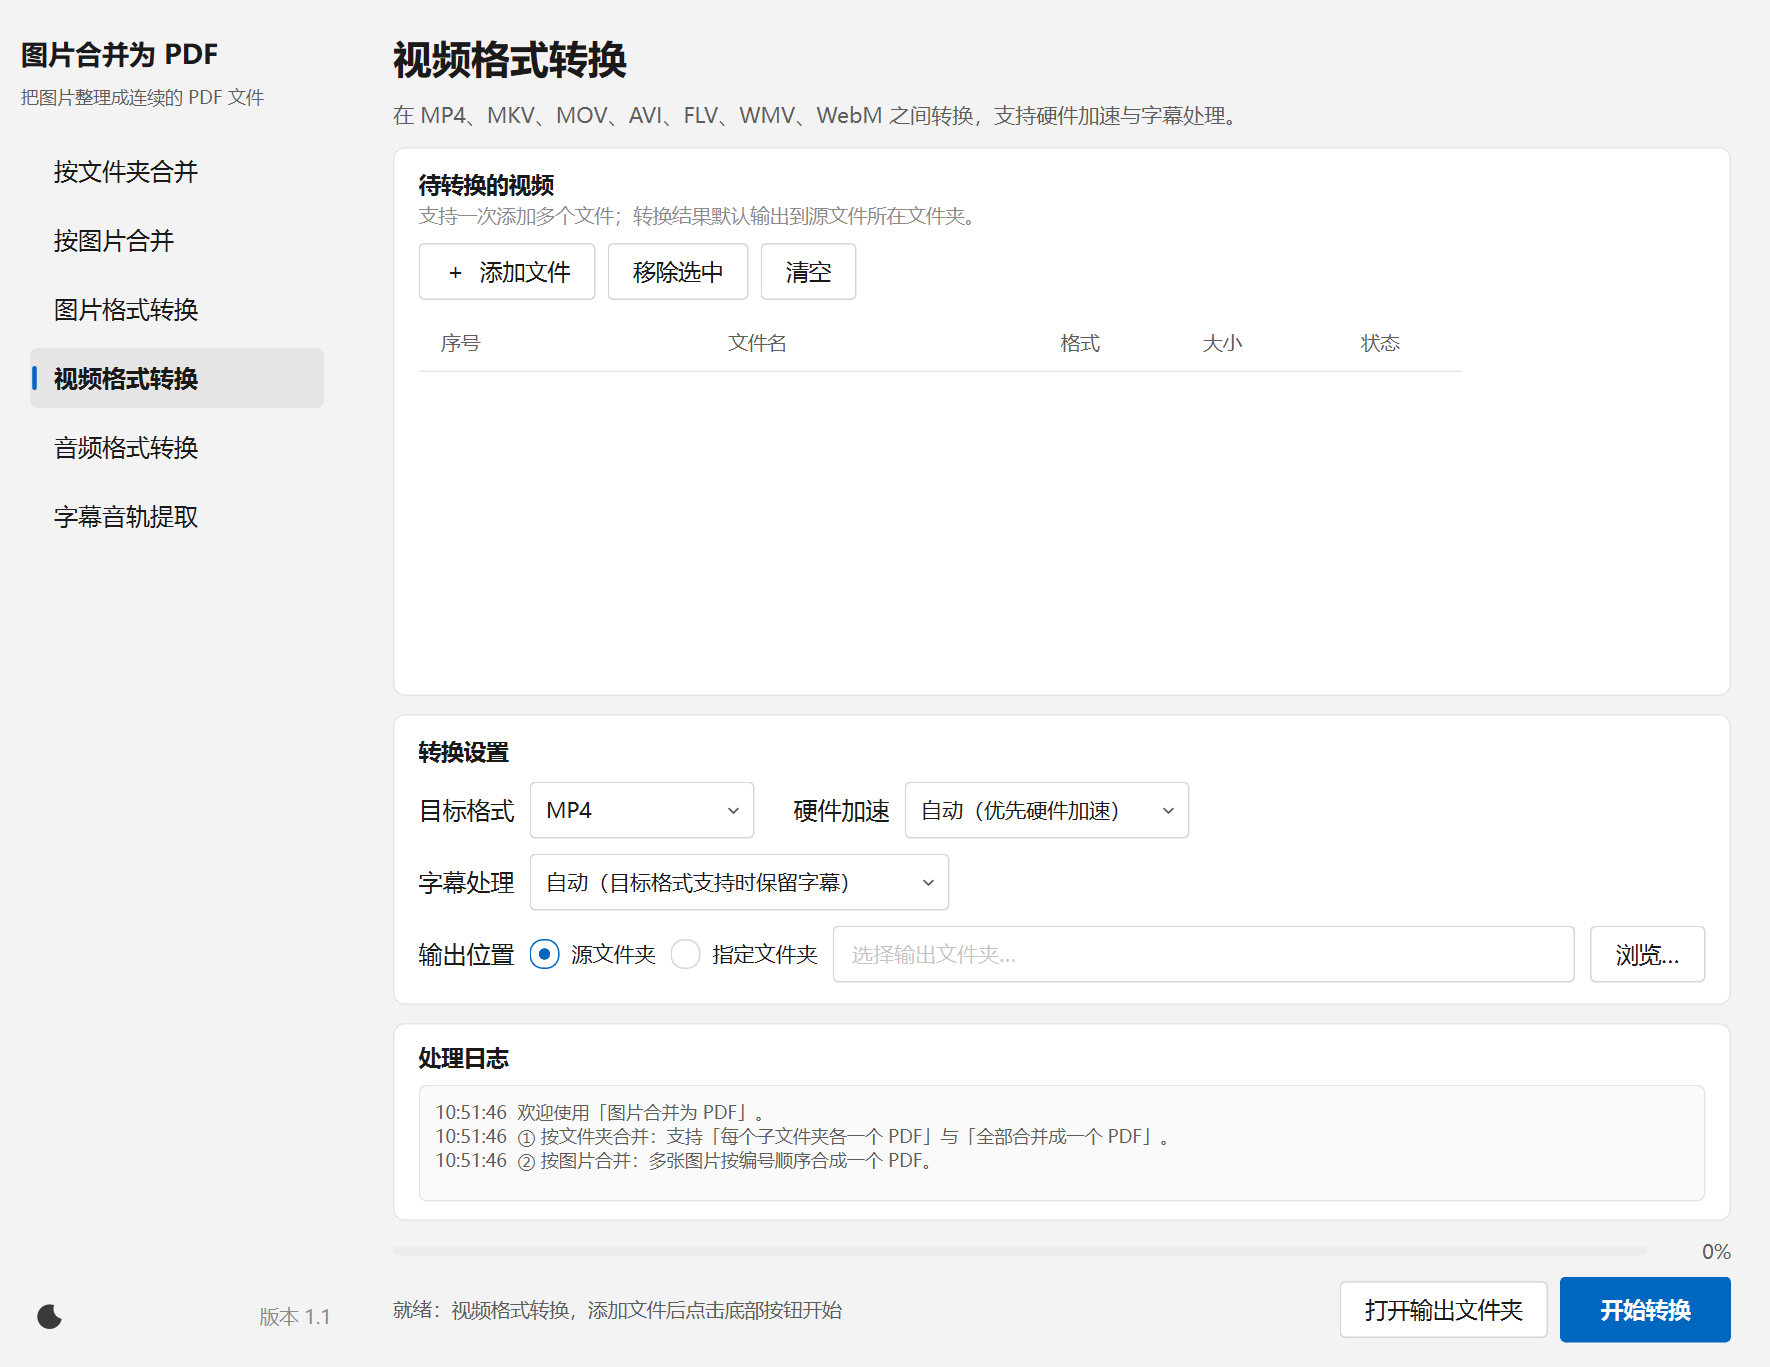 图片合并为 PDF
把图片整理成连续的 PDF 文件
按文件夹合并
按图片合并
图片格式转换
视频格式转换
音频格式转换
字幕音轨提取
版本 1.1
视频格式转换
在 MP4、MKV、MOV、AVI、FLV、WMV、WebM 之间转换，支持硬件加速与字幕处理。
待转换的视频
支持一次添加多个文件；转换结果默认输出到源文件所在文件夹。
+ 添加文件 移除选中 清空
序号 文件名 格式 大小 状态
转换设置
目标格式 MP4 硬件加速 自动（优先硬件加速）
字幕处理 自动（目标格式支持时保留字幕）
输出位置 源文件夹 指定文件夹 选择输出文件夹... 浏览...
处理日志
10:51:46 欢迎使用「图片合并为 PDF」。
10:51:46 ① 按文件夹合并：支持「每个子文件夹各一个 PDF」与「全部合并成一个 PDF」。
10:51:46 ② 按图片合并：多张图片按编号顺序合成一个 PDF。
0%
就绪：视频格式转换，添加文件后点击底部按钮开始
打开输出文件夹 开始转换